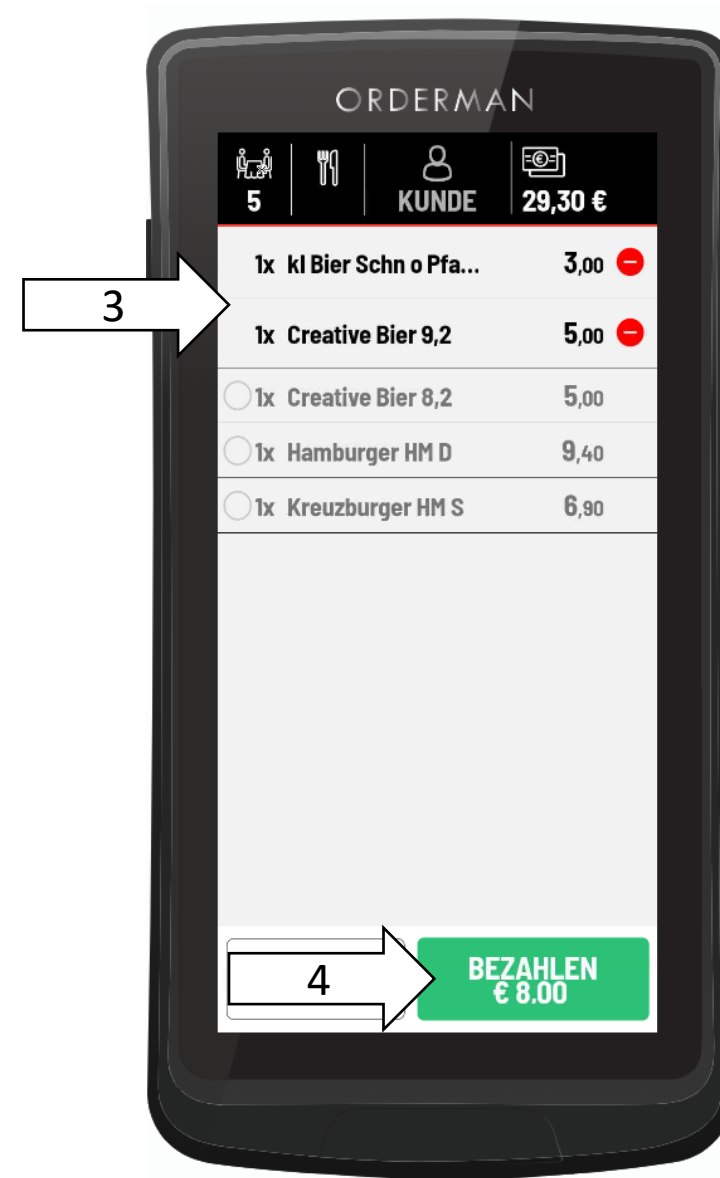 ORDERMAN
5 KUNDE 29,30 €
1x kl Bier Schn o Pfa... 3,00
3
1x Creative Bier 9,2 5,00
1x Creative Bier 8,2 5,00
1x Hamburger HM D 9,40
1x Kreuzburger HM S 6,90
4
BEZAHLEN
€ 8.00